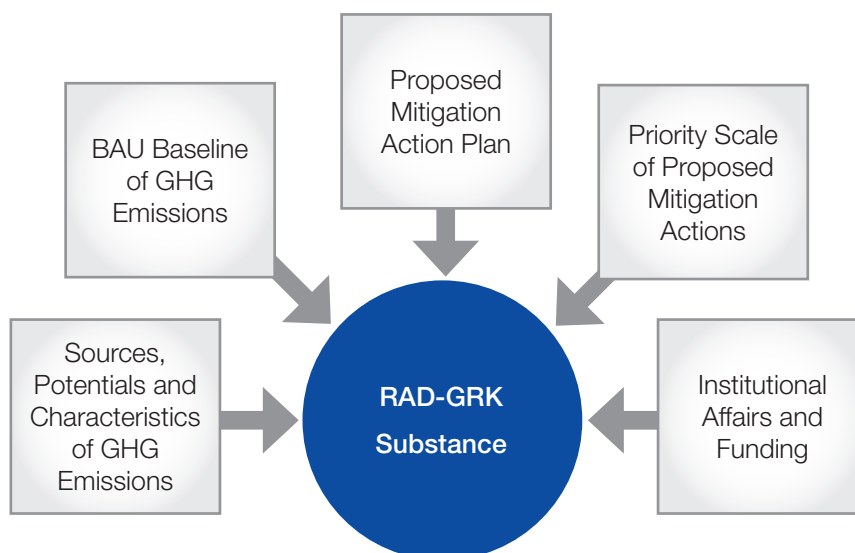 Proposed
Mitigation
Action Plan
BAU Baseline
of GHG
Emissions
Priority Scale
of Proposed
Mitigation
Actions
Sources,
Potentials and
Characteristics
of GHG
Emissions
RAD-GRK
Substance
Institutional
Affairs and
Funding